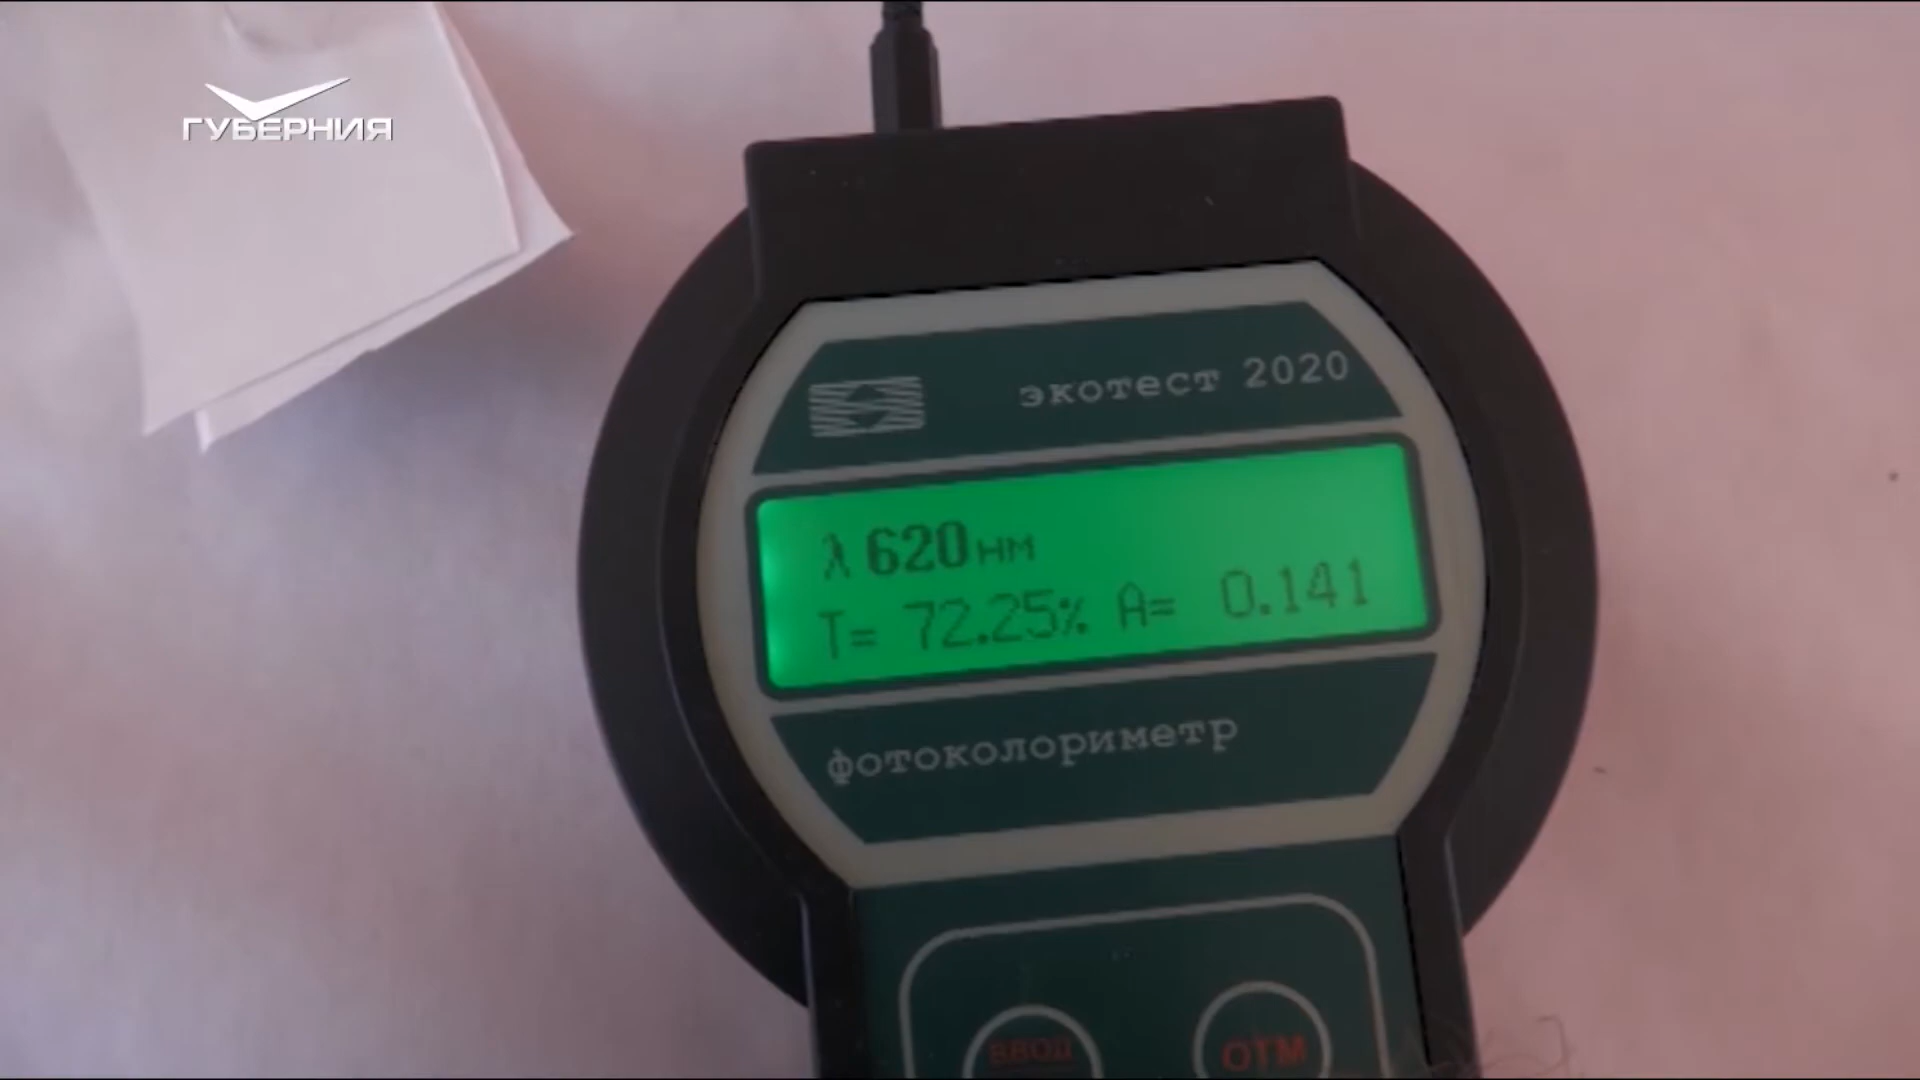 ГУБЕРНИЯ
экотест 2020
λ 620нм
T= 72.25% A= 0.141
фотоколориметр
ВВОД ОТМ